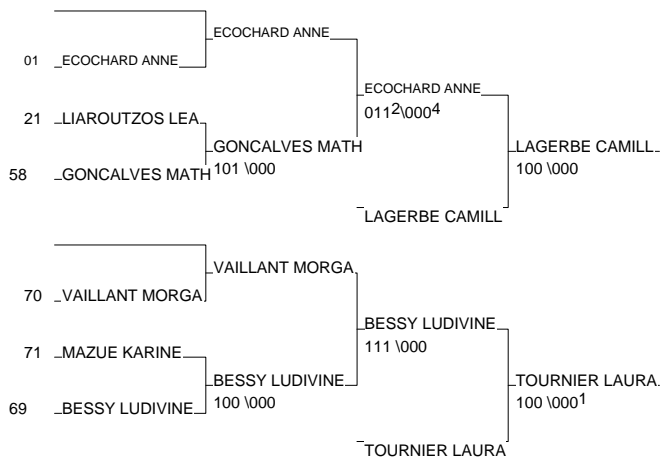 ECOCHARD ANNE
01 ECOCHARD ANNE
ECOCHARD ANNE
011²\000⁴
21 LIAROUTZOS LEA
GONCALVES MATH
101 \000
LAGERBE CAMILL
100 \000
58 GONCALVES MATH
LAGERBE CAMILL
VAILLANT MORGA
70 VAILLANT MORGA
BESSY LUDIVINE
111 \000
71 MAZUE KARINE
BESSY LUDIVINE
100 \000
TOURNIER LAURA
100 \000¹
69 BESSY LUDIVINE
TOURNIER LAURA